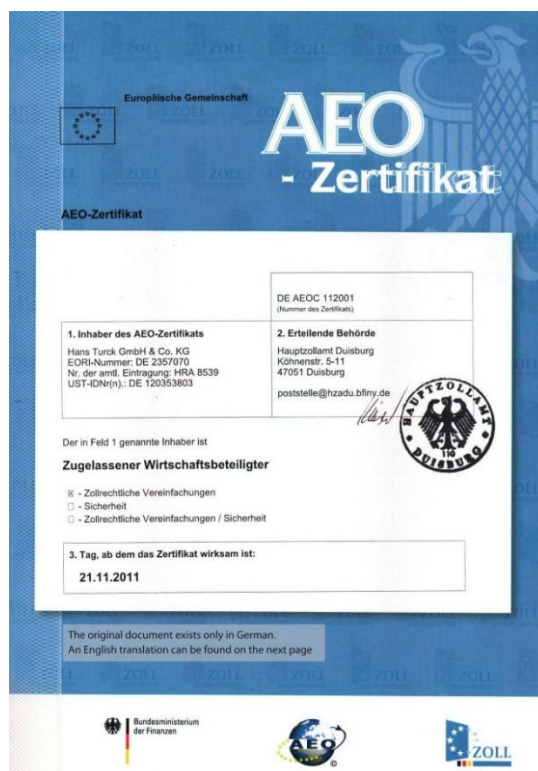 Europäische Gemeinschaft
AEO
- Zertifikat
AEO-Zertifikat
DE AEOC 112001
(Nummer des Zertifikats)
1. Inhaber des AEO-Zertifikats
Hans Turck GmbH & Co. KG
EORI-Nummer: DE 2357070
Nr. der amtl. Eintragung: HRA 8539
UST-IDNr(n).: DE 120353803
2. Erteilende Behörde
Hauptzollamt Duisburg
Köhnenstr. 5-11
47051 Duisburg
poststelle@hzadu.bfinv.de
HAUPTZOLLAMT
110
DUISBURG
Der in Feld 1 genannte Inhaber ist
Zugelassener Wirtschaftsbeteiligter
☒ - Zollrechtliche Vereinfachungen
☐ - Sicherheit
☐ - Zollrechtliche Vereinfachungen / Sicherheit
3. Tag, ab dem das Zertifikat wirksam ist:
21.11.2011
The original document exists only in German.
An English translation can be found on the next page
Bundesministerium
der Finanzen
AEO
ZOLL